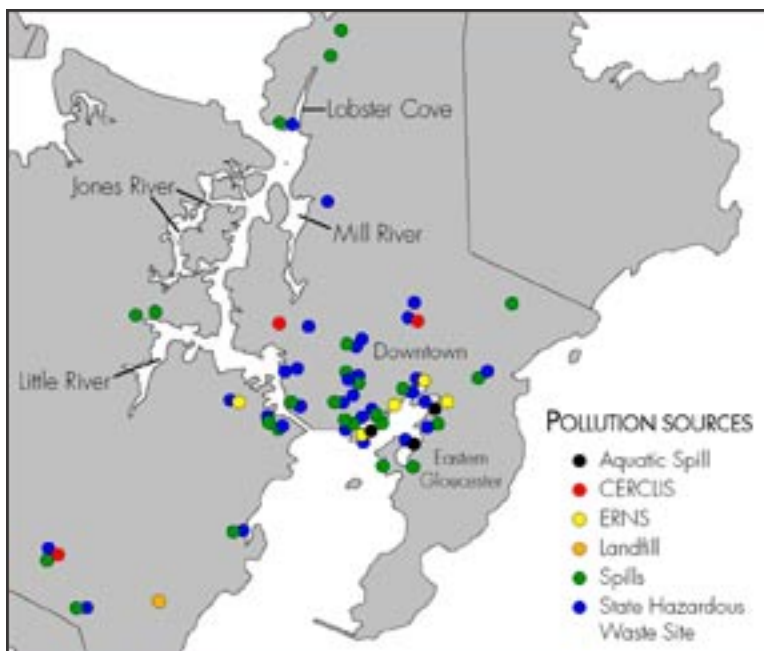 Lobster Cove
Jones River
Mill River
Downtown
Little River
Eastern
Gloucester
POLLUTION SOURCES
Aquatic Spill
CERCLIS
ERNS
Landfill
Spills
State Hazardous
Waste Site